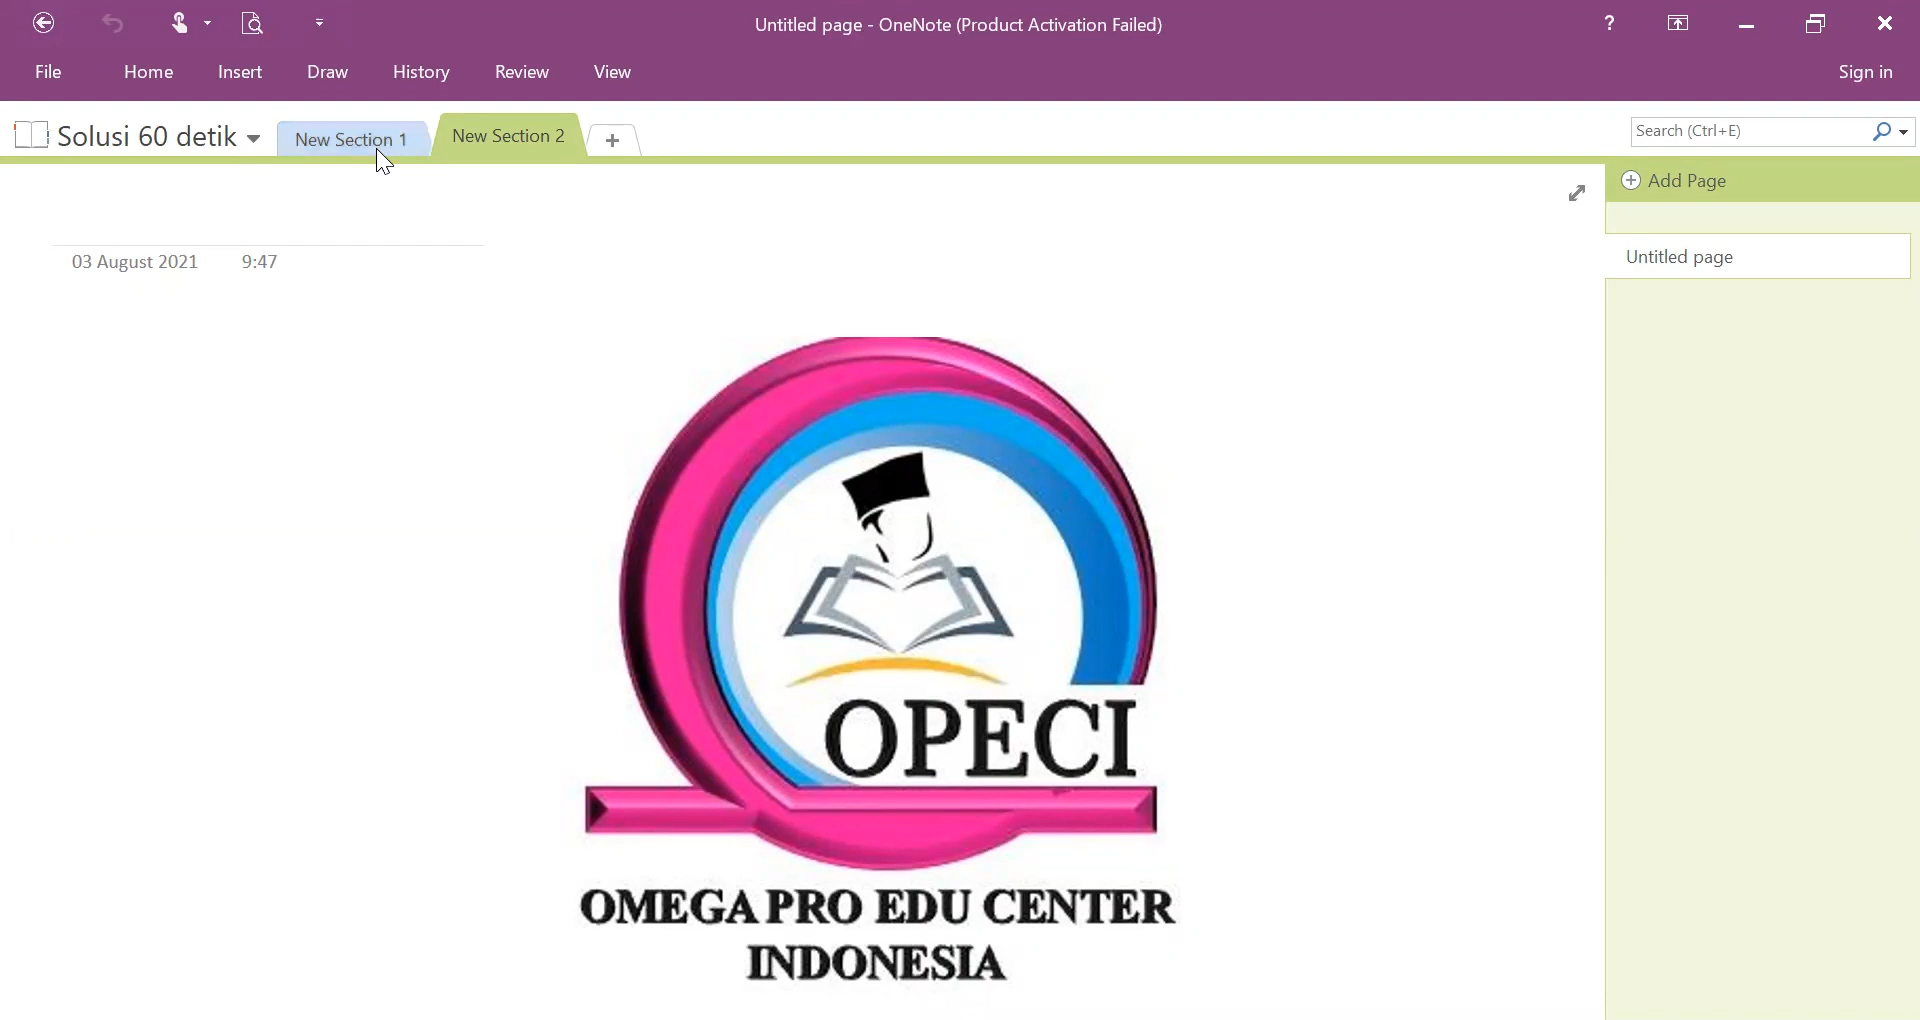 Untitled page - OneNote (Product Activation Failed)
?
File Home Insert Draw History Review View Sign in
Solusi 60 detik New Section 1 New Section 2 + Search (Ctrl+E)
Add Page
Untitled page
03 August 2021 9:47
OPECI
OMEGA PRO EDU CENTER
INDONESIA